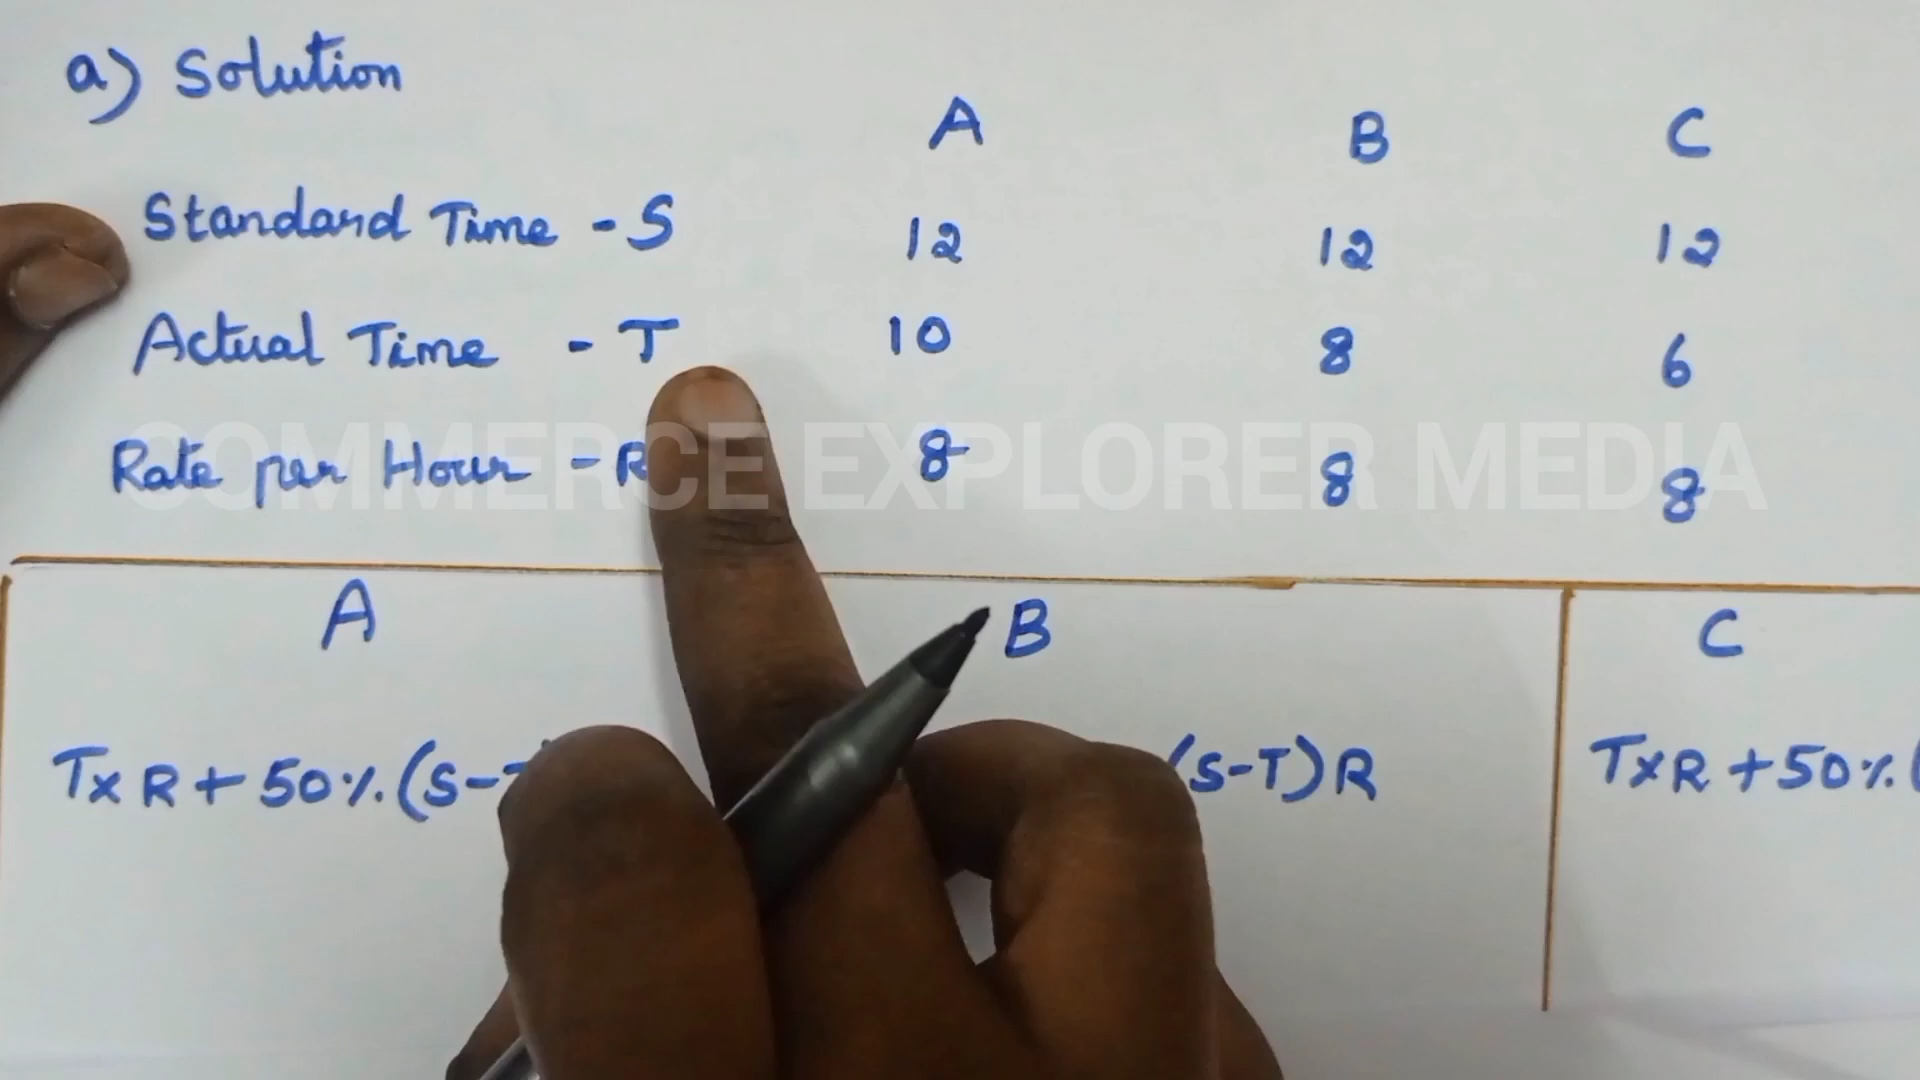 a) Solution
A B C
Standard Time - S 12 12 12
Actual Time - T 10 8 6
COMMERCE EXPLORER MEDIA
Rate per Hour - R 8 8 8
A B C
T x R + 50%. (S- (S-T) R T x R + 50%. (